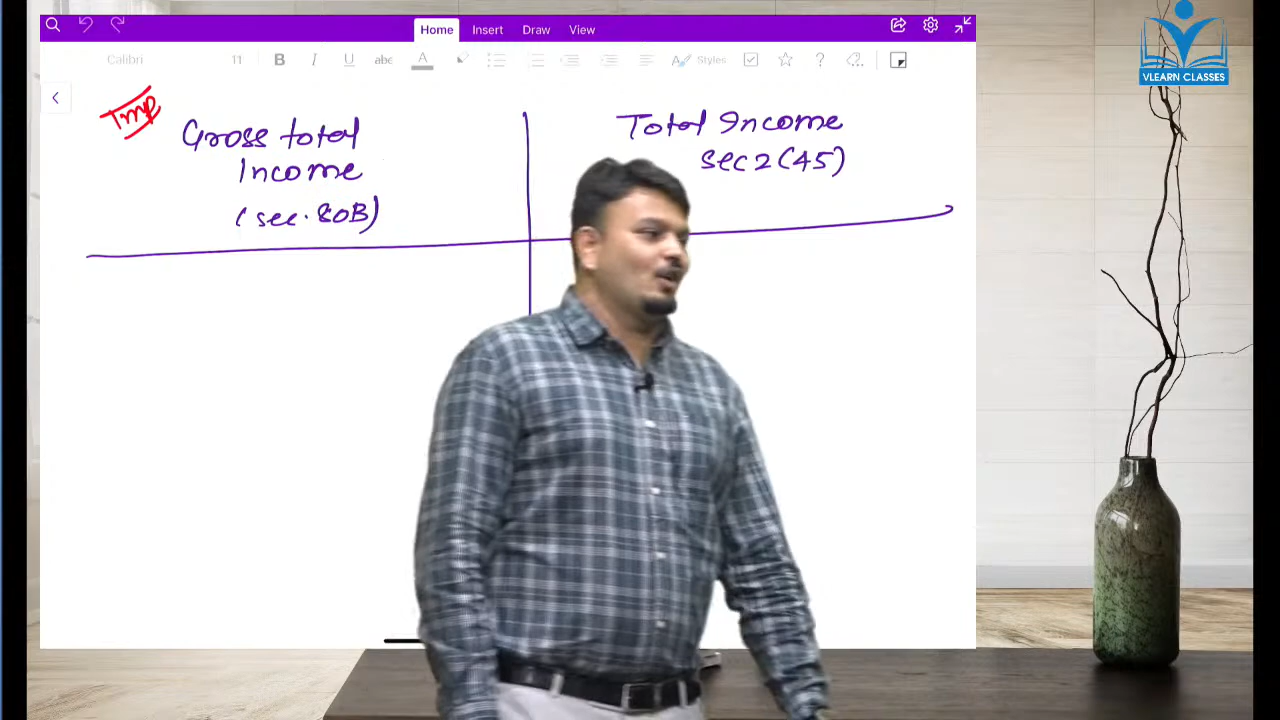 Home Insert Draw View
Calibri 11 B I U abc A Styles
Imp
Gross total
Income
(sec. 80B)
Total Income
sec 2(45)
VLEARN CLASSES